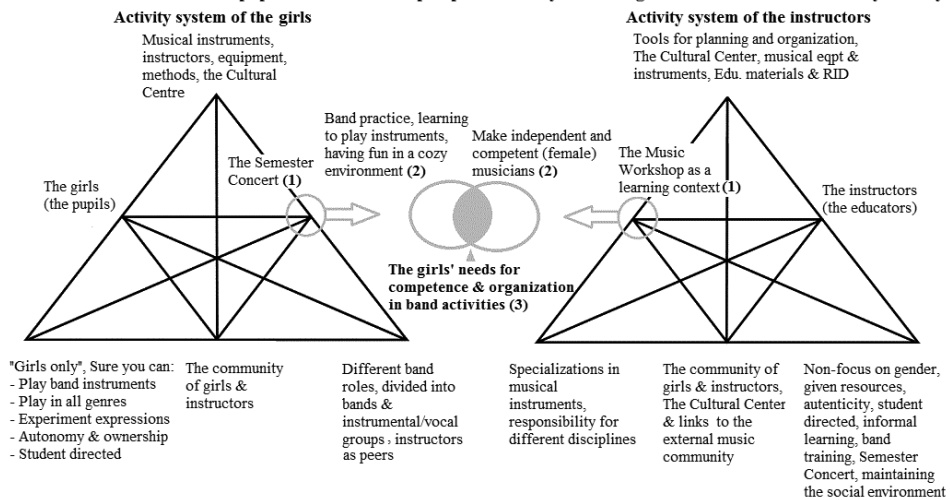 Activity system of the girls
Musical instruments,
instructors, equipment,
methods, the Cultural
Centre
The girls
(the pupils)
The Semester
Concert (1)
Band practice, learning
to play instruments,
having fun in a cozy
environment (2)
Make independent and
competent (female)
musicians (2)
The girls' needs for
competence & organization
in band activities (3)
Activity system of the instructors
Tools for planning and organization,
The Cultural Center, musical eqpt &
instruments, Edu. materials & RID
The Music
Workshop as a
learning context (1)
The instructors
(the educators)
"Girls only", Sure you can:
- Play band instruments
- Play in all genres
- Experiment expressions
- Autonomy & ownership
- Student directed
The community
of girls &
instructors
Different band
roles, divided into
bands &
instrumental/vocal
groups, instructors
as peers
Specializations in
musical
instruments,
responsibility for
different disciplines
The community of
girls & instructors,
The Cultural Center
& links to the
external music
community
Non-focus on gender,
given resources,
autenticity, student
directed, informal
learning, band
training, Semester
Concert, maintaining
the social environment